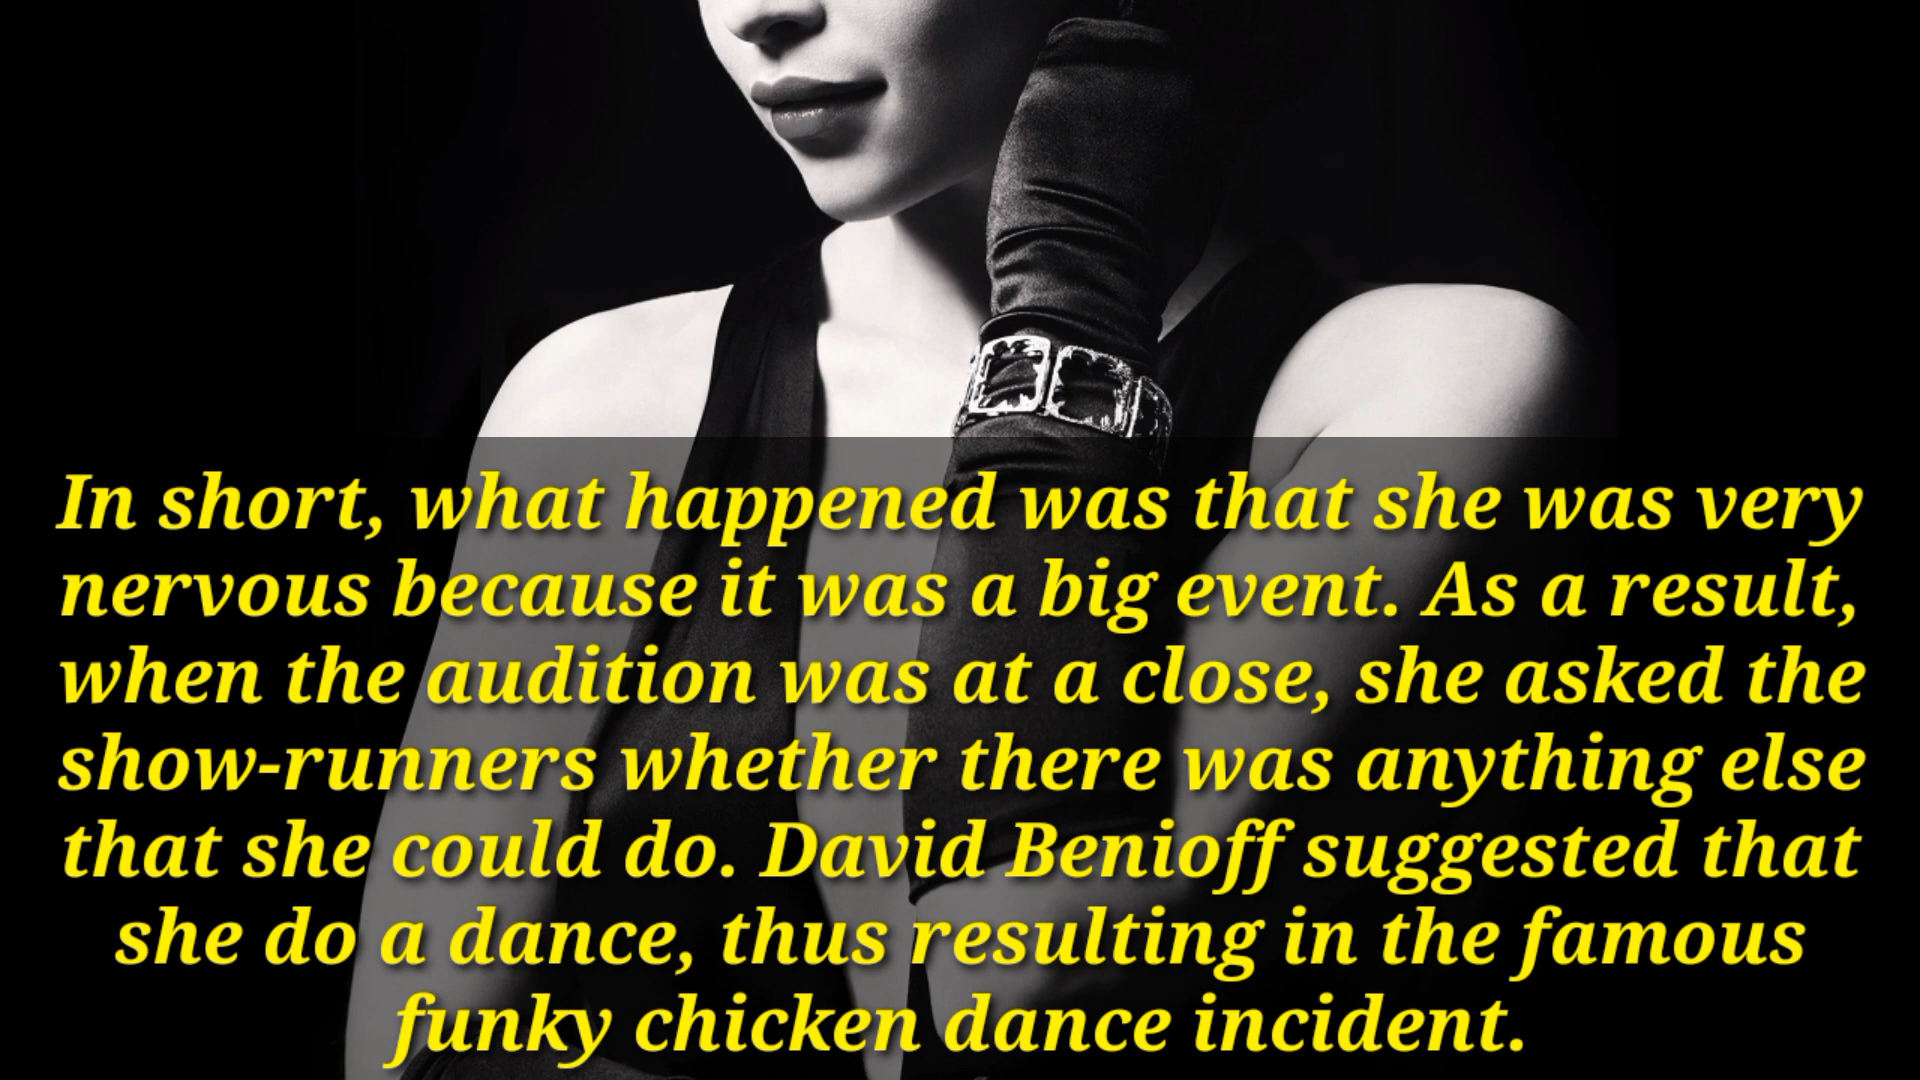 In short, what happened was that she was very
nervous because it was a big event. As a result,
when the audition was at a close, she asked the
show-runners whether there was anything else
that she could do. David Benioff suggested that
she do a dance, thus resulting in the famous
funky chicken dance incident.